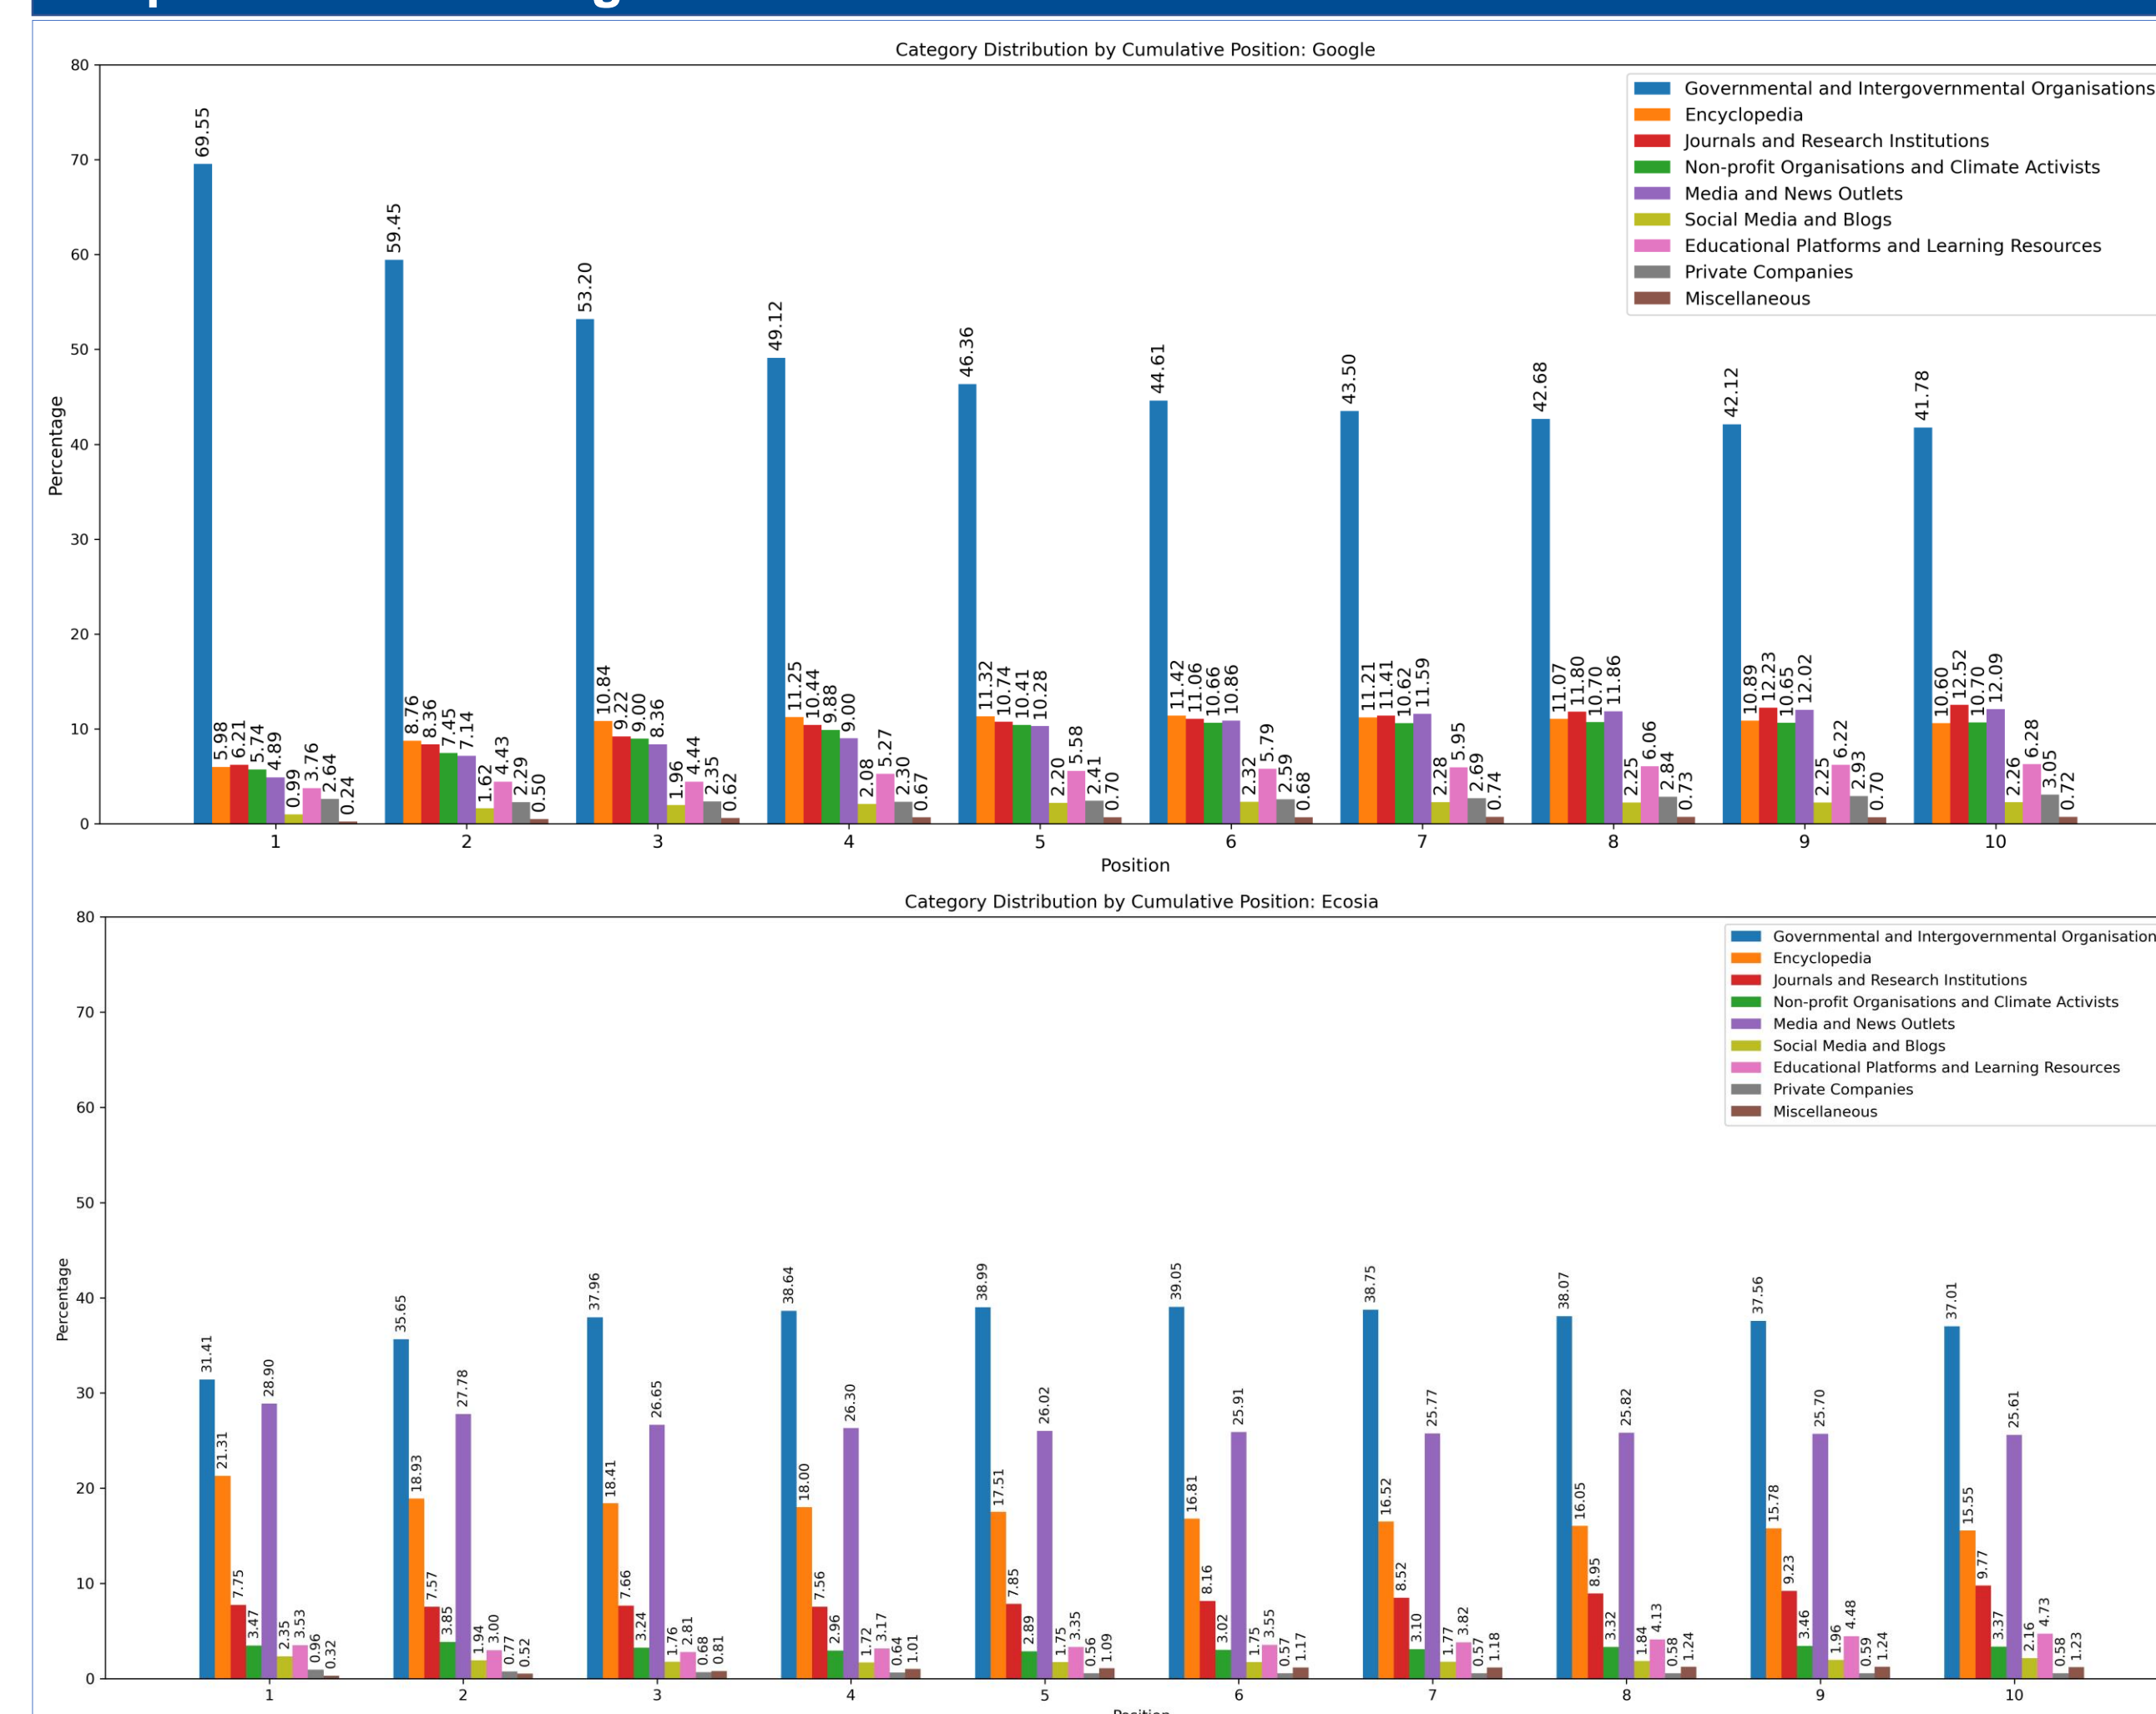 Category Distribution by Cumulative Position: Google
80
70
60
50
40
30
20
10
0
Percentage
Governmental and Intergovernmental Organisations
Encyclopedia
Journals and Research Institutions
Non-profit Organisations and Climate Activists
Media and News Outlets
Social Media and Blogs
Educational Platforms and Learning Resources
Private Companies
Miscellaneous
69.55 5.98 6.21 5.74 4.89 0.99 3.76 2.64 0.24
59.45 8.76 8.36 7.45 7.14 1.62 4.43 2.29 0.50
53.20 10.84 9.22 9.00 8.36 1.96 4.44 2.35 0.62
49.12 11.25 10.44 9.88 9.00 2.08 5.27 2.30 0.67
46.36 11.32 10.74 10.41 10.28 2.20 5.58 2.41 0.70
44.61 11.42 11.06 10.66 10.86 2.32 5.79 2.59 0.68
43.50 11.21 11.41 10.62 11.59 2.28 5.95 2.69 0.74
42.68 11.07 11.80 10.70 11.86 2.25 6.06 2.84 0.73
42.12 10.89 12.23 10.65 12.02 2.25 6.22 2.93 0.70
41.78 10.60 12.52 10.70 12.09 2.26 6.28 3.05 0.72
1 2 3 4 5 6 7 8 9 10
Position
Category Distribution by Cumulative Position: Ecosia
80
70
60
50
40
30
20
10
0
Percentage
Governmental and Intergovernmental Organisation
Encyclopedia
Journals and Research Institutions
Non-profit Organisations and Climate Activists
Media and News Outlets
Social Media and Blogs
Educational Platforms and Learning Resources
Private Companies
Miscellaneous
31.41 21.31 7.75 3.47 28.90 2.35 3.53 0.96 0.32
35.65 18.93 7.57 3.85 27.78 1.94 3.00 0.77 0.52
37.96 18.41 7.66 3.24 26.65 1.76 2.81 0.68 0.81
38.64 18.00 7.56 2.96 26.30 1.72 3.17 0.64 1.01
38.99 17.51 7.85 2.89 26.02 1.75 3.35 0.56 1.09
39.05 16.81 8.16 3.02 25.91 1.75 3.55 0.57 1.17
38.75 16.52 8.52 3.10 25.77 1.77 3.82 0.57 1.18
38.07 16.05 8.95 3.32 25.82 1.84 4.13 0.58 1.24
37.56 15.78 9.23 3.46 25.70 1.96 4.48 0.59 1.24
37.01 15.55 9.77 3.37 25.61 2.16 4.73 0.58 1.23
1 2 3 4 5 6 7 8 9 10
Position